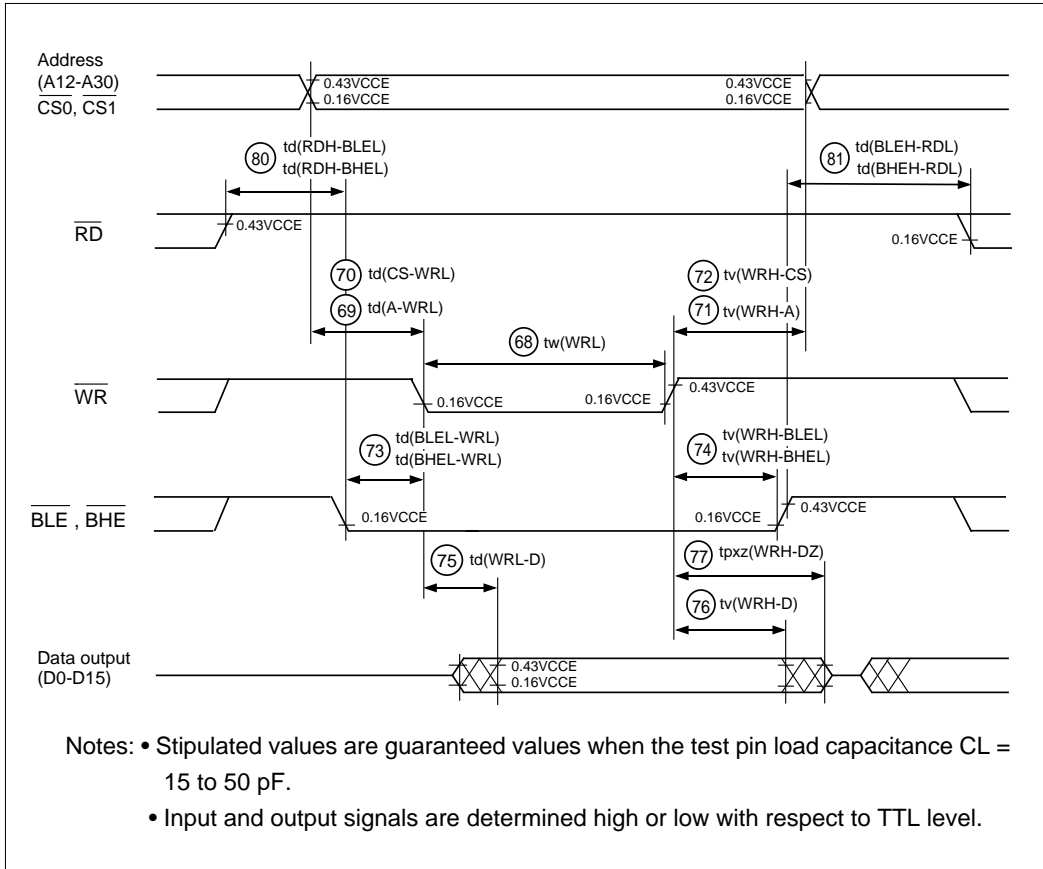 Address
(A12-A30)
CS0, CS1
0.43VCCE
0.16VCCE
0.43VCCE
0.16VCCE
80 td(RDH-BLEL)
td(RDH-BHEL)
81 td(BLEH-RDL)
td(BHEH-RDL)
RD
0.43VCCE
0.16VCCE
70 td(CS-WRL)
69 td(A-WRL)
72 tv(WRH-CS)
71 tv(WRH-A)
68 tw(WRL)
WR
0.16VCCE
0.16VCCE
0.43VCCE
73 td(BLEL-WRL)
td(BHEL-WRL)
74 tv(WRH-BLEL)
tv(WRH-BHEL)
BLE , BHE
0.16VCCE
0.16VCCE
0.43VCCE
75 td(WRL-D)
77 tpxz(WRH-DZ)
76 tv(WRH-D)
Data output
(D0-D15)
0.43VCCE
0.16VCCE
Notes: • Stipulated values are guaranteed values when the test pin load capacitance CL =
15 to 50 pF.
• Input and output signals are determined high or low with respect to TTL level.